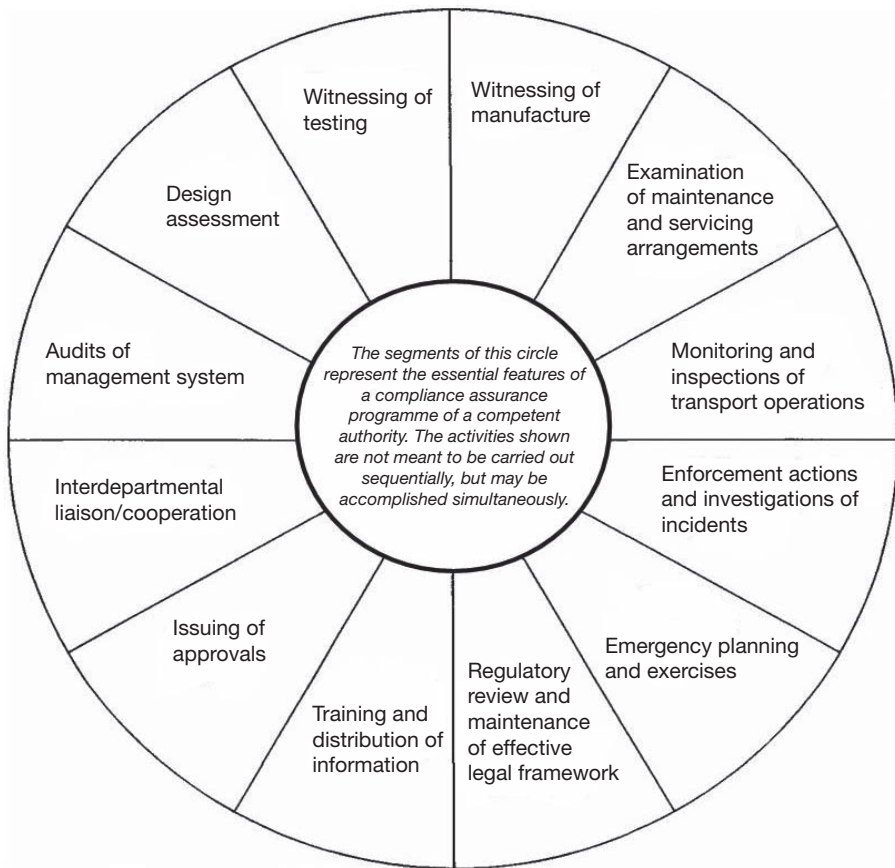 Witnessing of
testing
Witnessing of
manufacture
Examination
of maintenance
and servicing
arrangements
Monitoring and
inspections of
transport operations
Enforcement actions
and investigations of
incidents
Emergency planning
and exercises
Regulatory
review and
maintenance
of effective
legal framework
Training and
distribution of
information
Issuing of
approvals
Interdepartmental
liaison/cooperation
Audits of
management system
Design
assessment
The segments of this circle
represent the essential features of
a compliance assurance
programme of a competent
authority. The activities shown
are not meant to be carried out
sequentially, but may be
accomplished simultaneously.